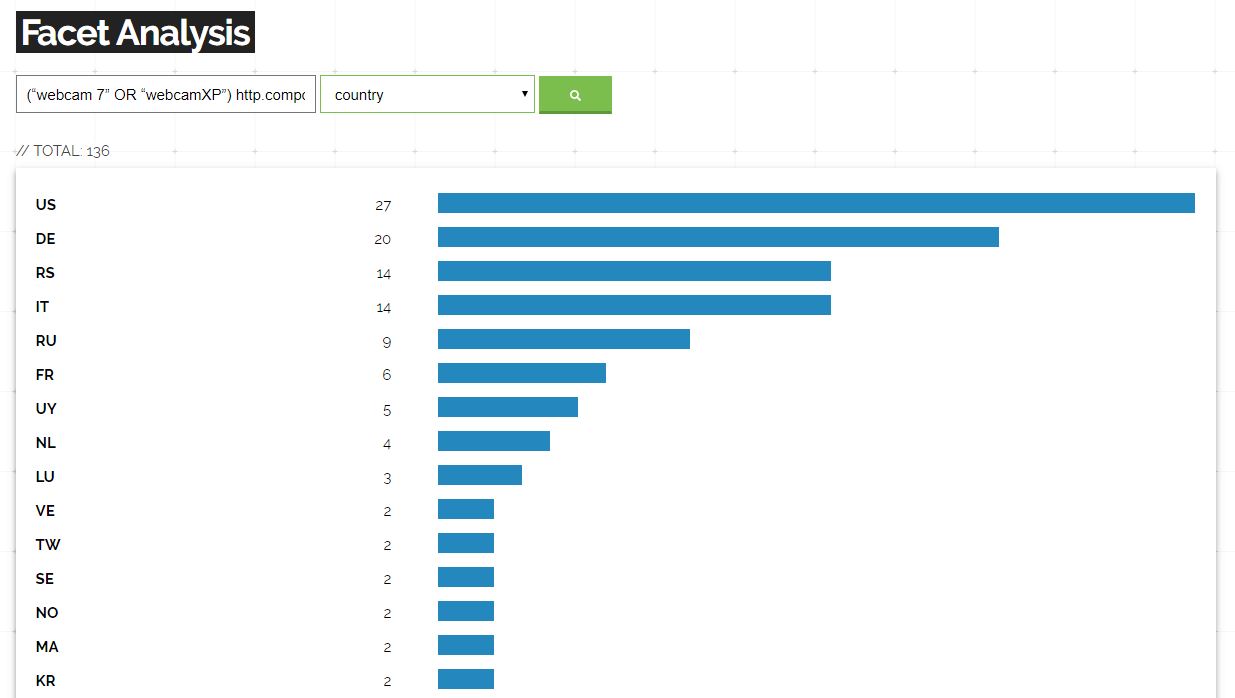 Facet Analysis
(“webcam 7” OR “webcamXP”) http.compo
country
// TOTAL: 136
US 27
DE 20
RS 14
IT 14
RU 9
FR 6
UY 5
NL 4
LU 3
VE 2
TW 2
SE 2
NO 2
MA 2
KR 2